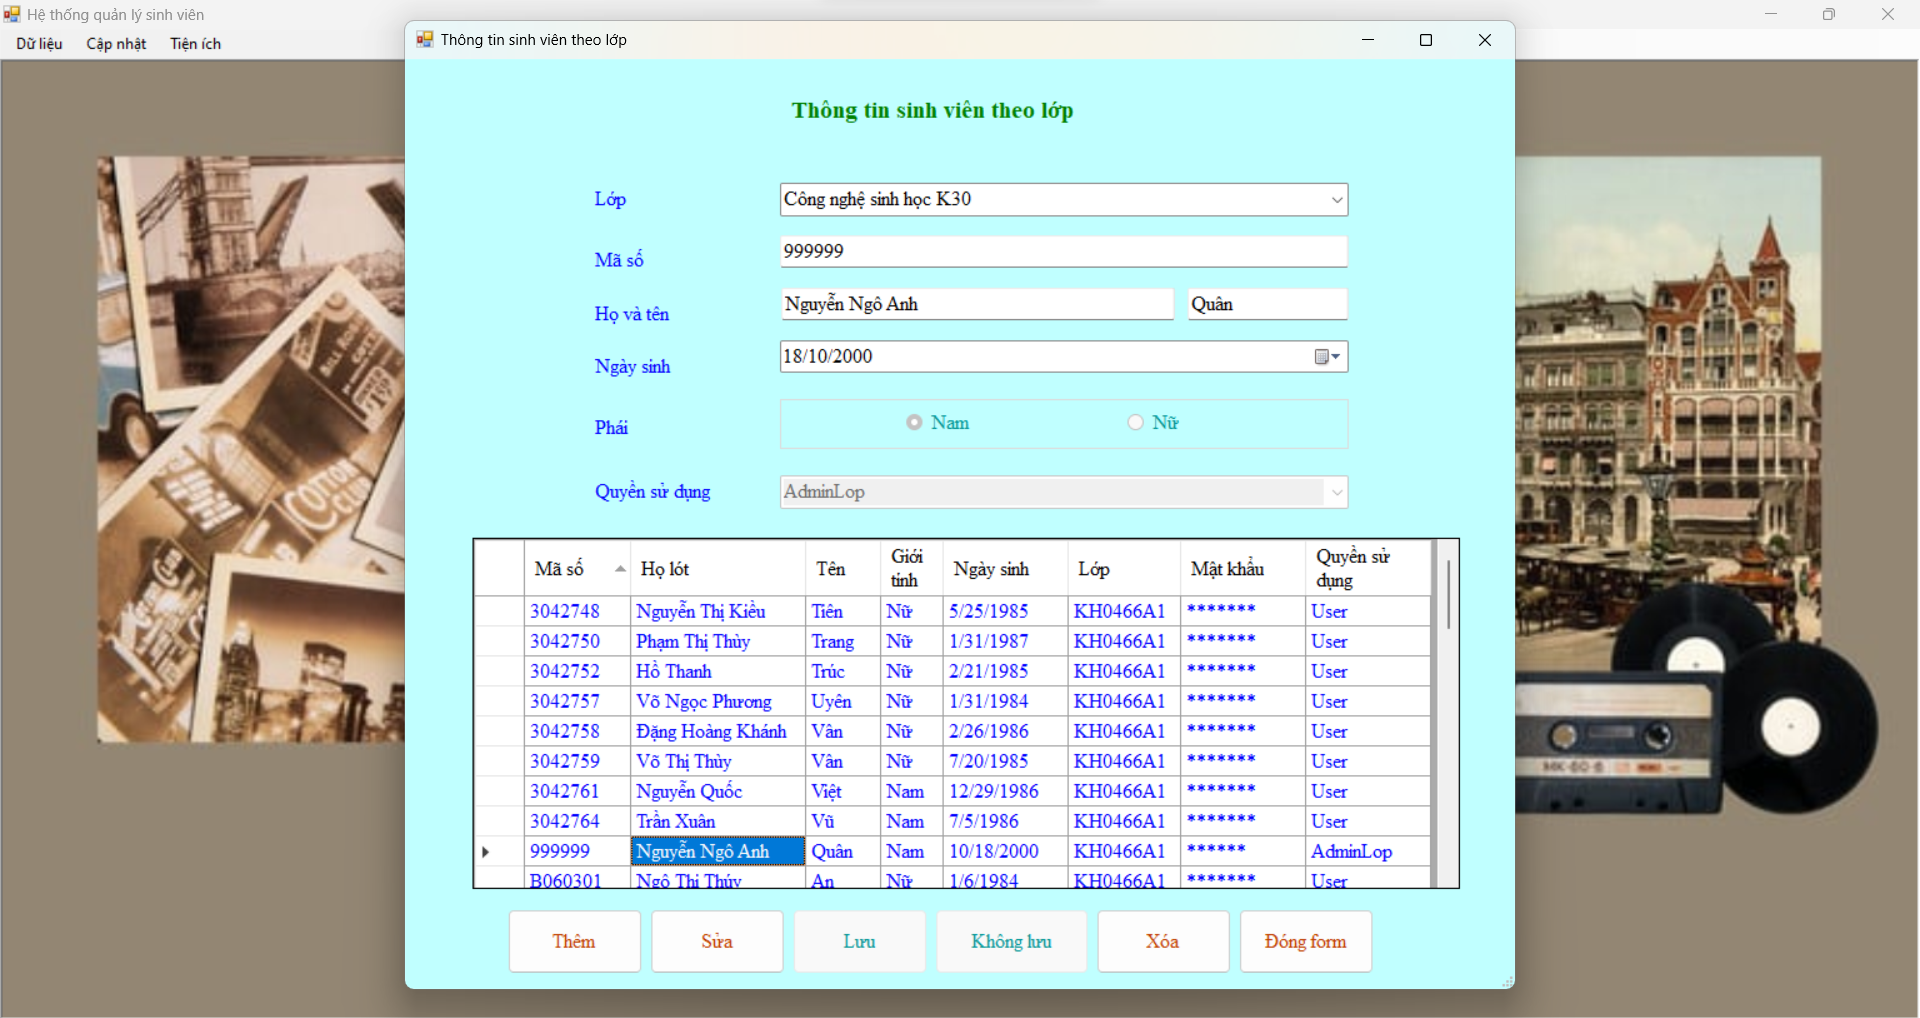 Hệ thống quản lý sinh viên
Dữ liệu Cập nhật Tiện ích
Thông tin sinh viên theo lớp
Thông tin sinh viên theo lớp
Lớp Công nghệ sinh học K30
Mã số 999999
Họ và tên Nguyễn Ngô Anh Quân
Ngày sinh 18/10/2000
Phái Nam Nữ
Quyền sử dụng AdminLop
Mã số Họ lót Tên Giới tính Ngày sinh Lớp Mật khẩu Quyền sử dụng
3042748 Nguyễn Thị Kiều Tiên Nữ 5/25/1985 KH0466A1 ******* User
3042750 Phạm Thị Thùy Trang Nữ 1/31/1987 KH0466A1 ******* User
3042752 Hồ Thanh Trúc Nữ 2/21/1985 KH0466A1 ******* User
3042757 Võ Ngọc Phương Uyên Nữ 1/31/1984 KH0466A1 ******* User
3042758 Đặng Hoàng Khánh Vân Nữ 2/26/1986 KH0466A1 ******* User
3042759 Võ Thị Thùy Vân Nữ 7/20/1985 KH0466A1 ******* User
3042761 Nguyễn Quốc Việt Nam 12/29/1986 KH0466A1 ******* User
3042764 Trần Xuân Vũ Nam 7/5/1986 KH0466A1 ******* User
999999 Nguyễn Ngô Anh Quân Nam 10/18/2000 KH0466A1 ****** AdminLop
B060301 Ngô Thị Thúy An Nữ 1/6/1984 KH0466A1 ******* User
Thêm Sửa Lưu Không lưu Xóa Đóng form
COTTON
CLUB